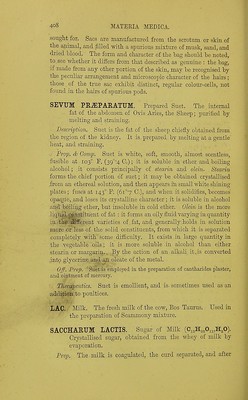 408 MATERIA MEDICA.
sought for. Sacs are manufactured from the scrotum or skin of
the animal, and filled with a spurious mixture of musk, sand, and
dried blood. The form and character of the bag should be noted,
to see whether it differs from that described as genuine: the bag,
if made from any other portion of the skin, may be recognised by
the peculiar arrangement and microscopic character of the hairs;
those of the true sac exhibit distinct, regular colour-cells, not
found in the hairs of spurious pods.
SEVUM PRÆPARATUM. Prepared Suet. The internal
fat of the abdomen of Ovis Aries, the Sheep; purified by
melting and straining.
Description. Suet is the fat of the sheep chiefly obtained from
the region of the kidney. It is prepared by melting at a gentle
heat, and straining.
Prop. & Comp. Suet is white, soft, smooth, almost scentless,
fusible at 103° F. (39°·4 C.); it is soluble in ether and boiling
alcohol; it consists principally of stearin and olein. Stearin
forms the chief portion of suet; it may be obtained crystallised
from an ethereal solution, and then appears in small white shining
plates; fuses at 143° F. (61°·7 C.), and when it solidifies, becomes
opaque, and loses its crystalline character; it is soluble in alcohol
and boiling ether, but insoluble in cold ether. Olein is the more
liquid constituent of fat; it forms an oily fluid varying in quantity
in the different varieties of fat, and generally holds in solution
more or less of the solid constituents, from which it is separated
completely with some difficulty. It exists in large quantity in
the vegetable oils; it is more soluble in alcohol than either
stearin or margarin. By the action of an alkali it is converted
into glycerine and an oleate of the metal.
Off. Prep. Suet is employed in the preparation of cantharides plaster,
and ointment of mercury.
Therapeutics. Suet is emollient, and is sometimes used as an
addition to poultices.
LAC. Milk. The fresh milk of the cow, Bos Taurus. Used in
the preparation of Scammony mixture.
SACCHARUM LACTIS. Sugar of Milk
Crystallised sugar, obtained from the whey of milk by
evaporation.
Prep. The milk is coagulated, the curd separated, and after